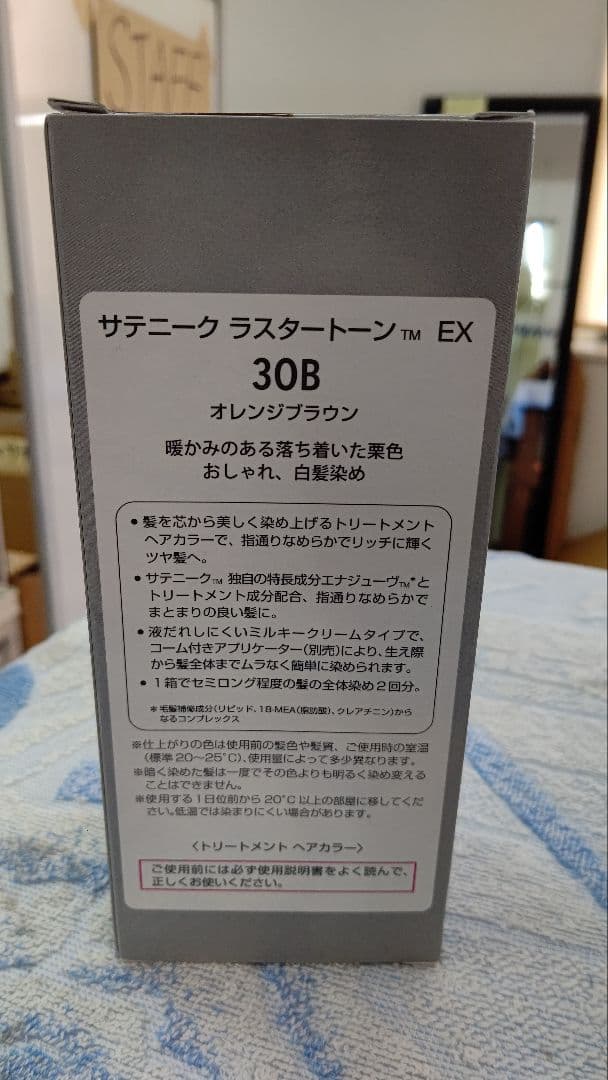 STAFF
サテニーク ラスタートーン™ EX
30B
オレンジブラウン
暖かみのある落ち着いた栗色
おしゃれ、白髪染め
• 髪を芯から美しく染め上げるトリートメント
ヘアカラーで、指通りなめらかでリッチに輝く
ツヤ髪へ。
• サテニーク™ 独自の特長成分エナジューヴ™*と
トリートメント成分配合、指通りなめらかで
まとまりの良い髪に。
• 液だれしにくいミルキークリームタイプで、
コーム付きアプリケーター(別売)により、生え際
から髪全体までムラなく簡単に染められます。
• 1箱でセミロング程度の髪の全体染め2回分。
*毛髪補修成分(リピッド、18-MEA(脂肪酸)、クレアチニン)から
なるコンプレックス
※仕上がりの色は使用前の髪色や髪質、ご使用時の室温
(標準20〜25℃)、使用量によって多少異なります。
※暗く染めた髪は一度でその色よりも明るく染め変える
ことはできません。
※使用する1日位前から20℃以上の部屋に移してくだ
さい。低温では染まりにくい場合があります。
〈トリートメント ヘアカラー〉
ご使用前には必ず使用説明書をよく読んで、
正しくお使いください。